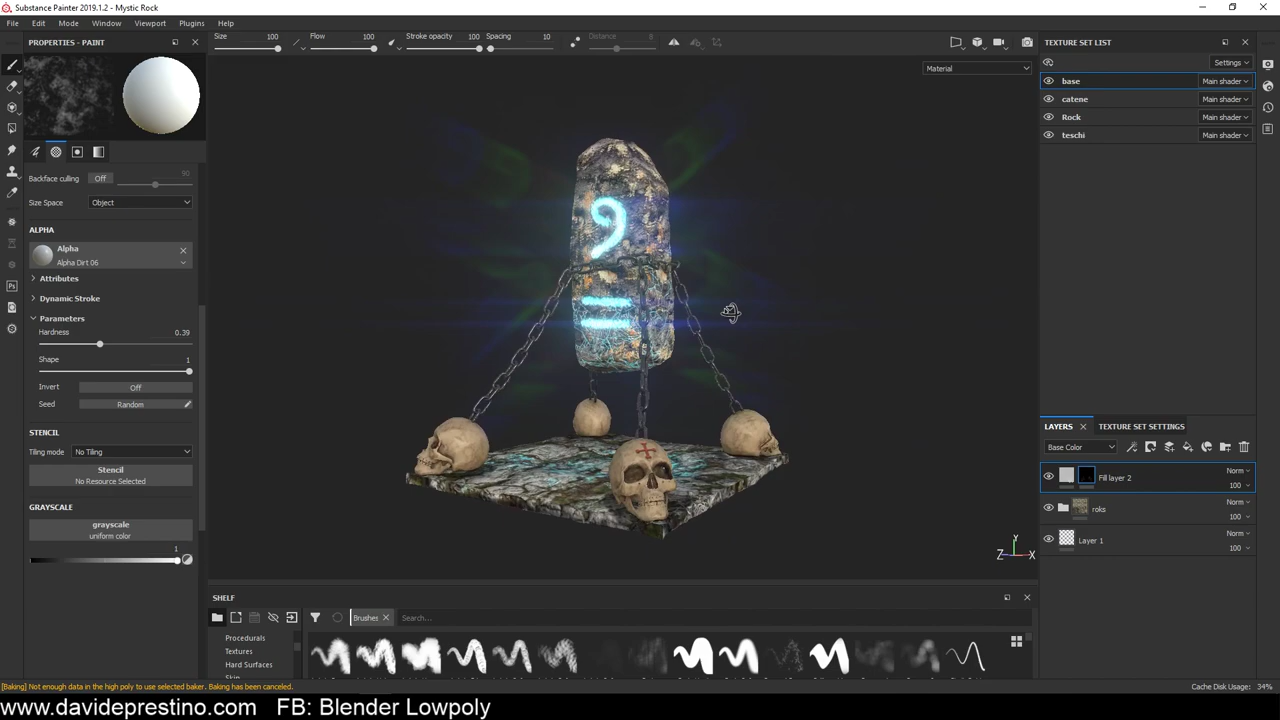 Substance Painter 2019.1.2 - Mystic Rock
File Edit Mode Window Viewport Plugins Help
PROPERTIES - PAINT
Size 100 Flow 100 Stroke opacity 100 Spacing 10 Distance 8
TEXTURE SET LIST
Settings
Material
base Main shader
catene Main shader
Rock Main shader
teschi Main shader
Backface culling Off 90
Size Space Object
ALPHA
Alpha
Alpha Dirt 06
Attributes
Dynamic Stroke
Parameters
Hardness 0.39
Shape 1
Invert Off
Seed Random
STENCIL
Tiling mode No Tiling
Stencil
No Resource Selected
GRAYSCALE
grayscale
uniform color
1
LAYERS TEXTURE SET SETTINGS
Base Color
Fill layer 2 Norm
100
roks Norm
100
Layer 1 Norm
100
Y
Z X
SHELF
Brushes Search...
Procedurals
Textures
Hard Surfaces
Skin
[Baking] Not enough data in the high poly to use selected baker. Baking has been canceled.
Cache Disk Usage: 34%
www.davideprestino.com FB: Blender Lowpoly